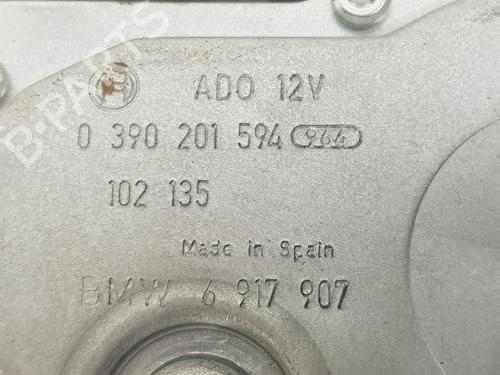 ADO 12V
0 390 201 594 964
102 135
Made in Spain
BMW 6 917 907
B-PARTS